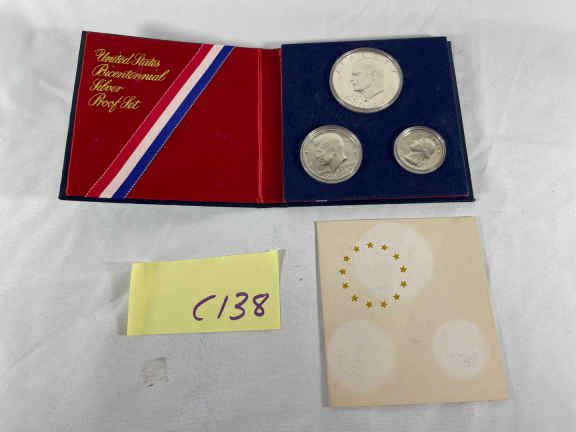 United States
Bicentennial
Silver
Proof Set
C138